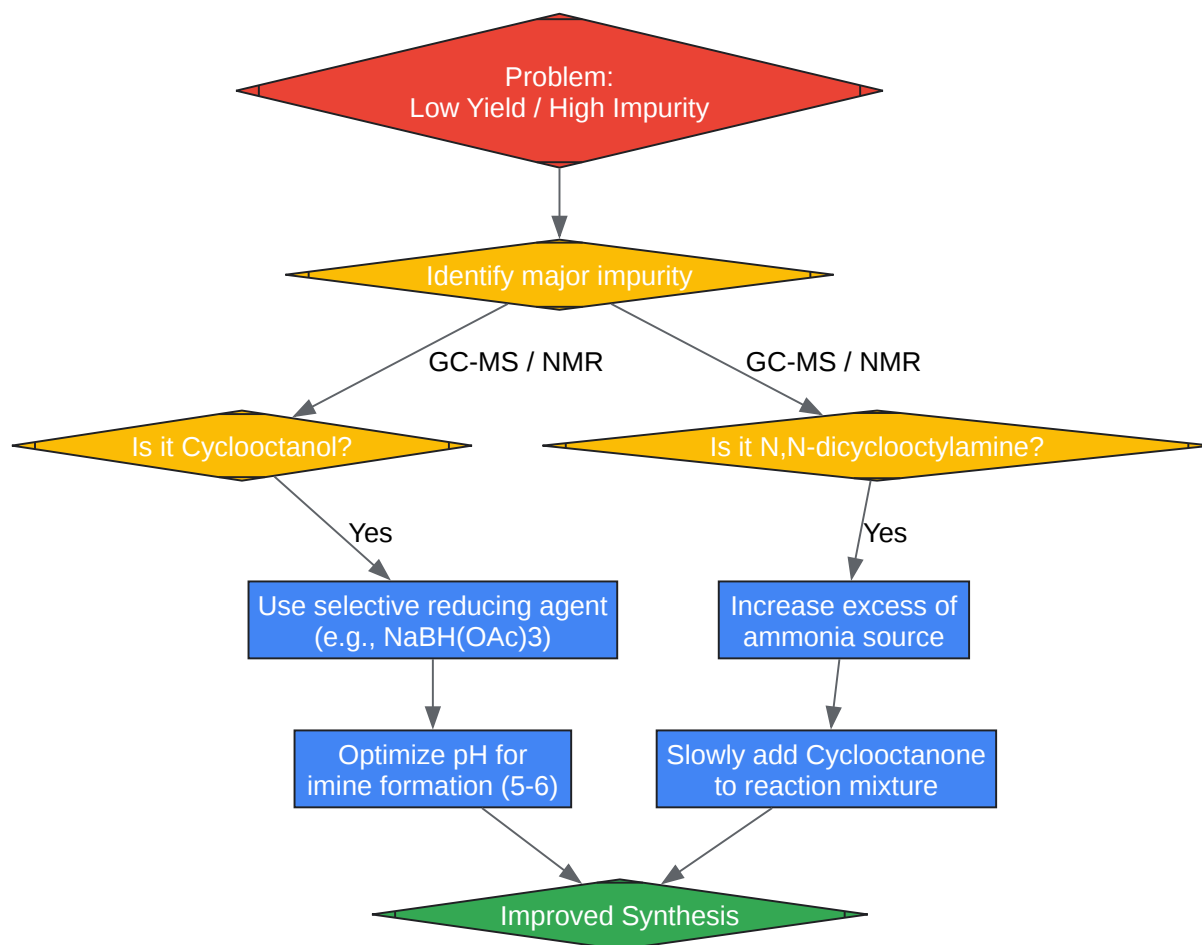 Problem:
Low Yield / High Impurity
Identify major impurity
GC-MS / NMR
GC-MS / NMR
Is it Cyclooctanol?
Is it N,N-dicyclooctylamine?
Yes
Yes
Use selective reducing agent
(e.g., NaBH(OAc)3)
Increase excess of
ammonia source
Optimize pH for
imine formation (5-6)
Slowly add Cyclooctanone
to reaction mixture
Improved Synthesis